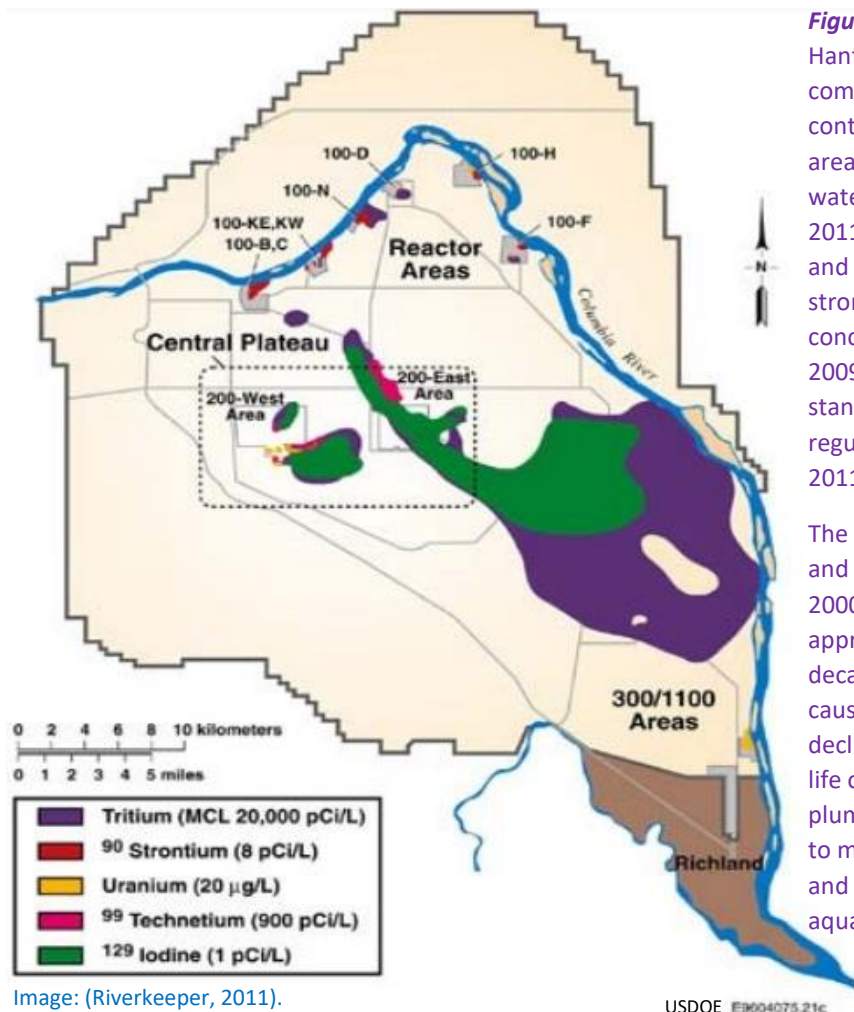 Figu
Hanf
com
cont
area
wate
2011
and
stron
conc
2009
stan
regu
2011
The
and
2000
appr
deca
caus
decl
life c
plum
to m
and
aqua
100-D
100-H
100-N
100-KE,KW
100-B,C
100-F
Reactor
Areas
N
Columbia River
Central Plateau
200-East
Area
200-West
Area
300/1100
Areas
0 2 4 6 8 10 kilometers
0 1 2 3 4 5 miles
Tritium (MCL 20,000 pCi/L)
⁹⁰ Strontium (8 pCi/L)
Uranium (20 µg/L)
⁹⁹ Technetium (900 pCi/L)
¹²⁹ Iodine (1 pCi/L)
Richland
Image: (Riverkeeper, 2011).
USDOE E9604075.21c